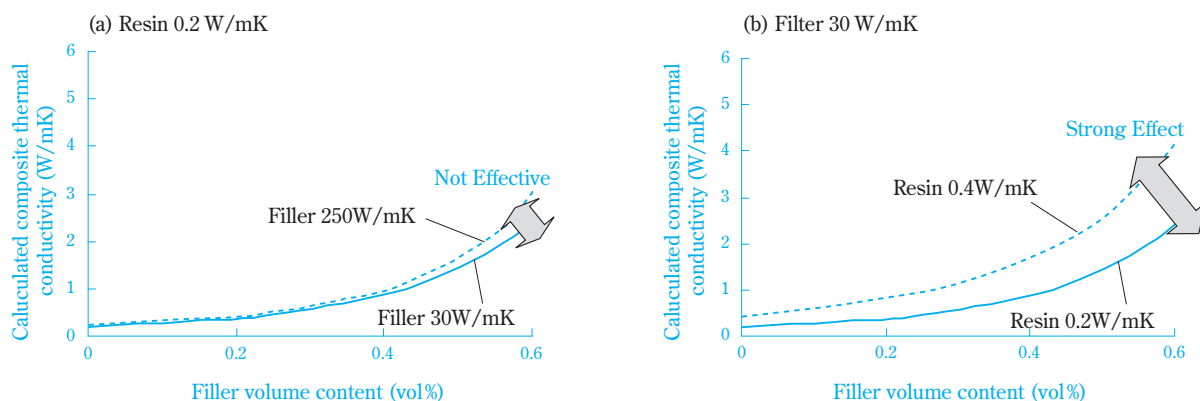 (a) Resin 0.2 W/mK
Caluculated composite thermal
conductivity (W/mK)
6
5
4
3
2
1
0
Not Effective
Filler 250W/mK
Filler 30W/mK
0
0.2
0.4
0.6
Filler volume content (vol%)
(b) Filter 30 W/mK
Caluculated composite thermal
conductivity (W/mK)
6
5
4
3
2
1
0
Strong Effect
Resin 0.4W/mK
Resin 0.2W/mK
0
0.2
0.4
0.6
Filler volume content (vol%)